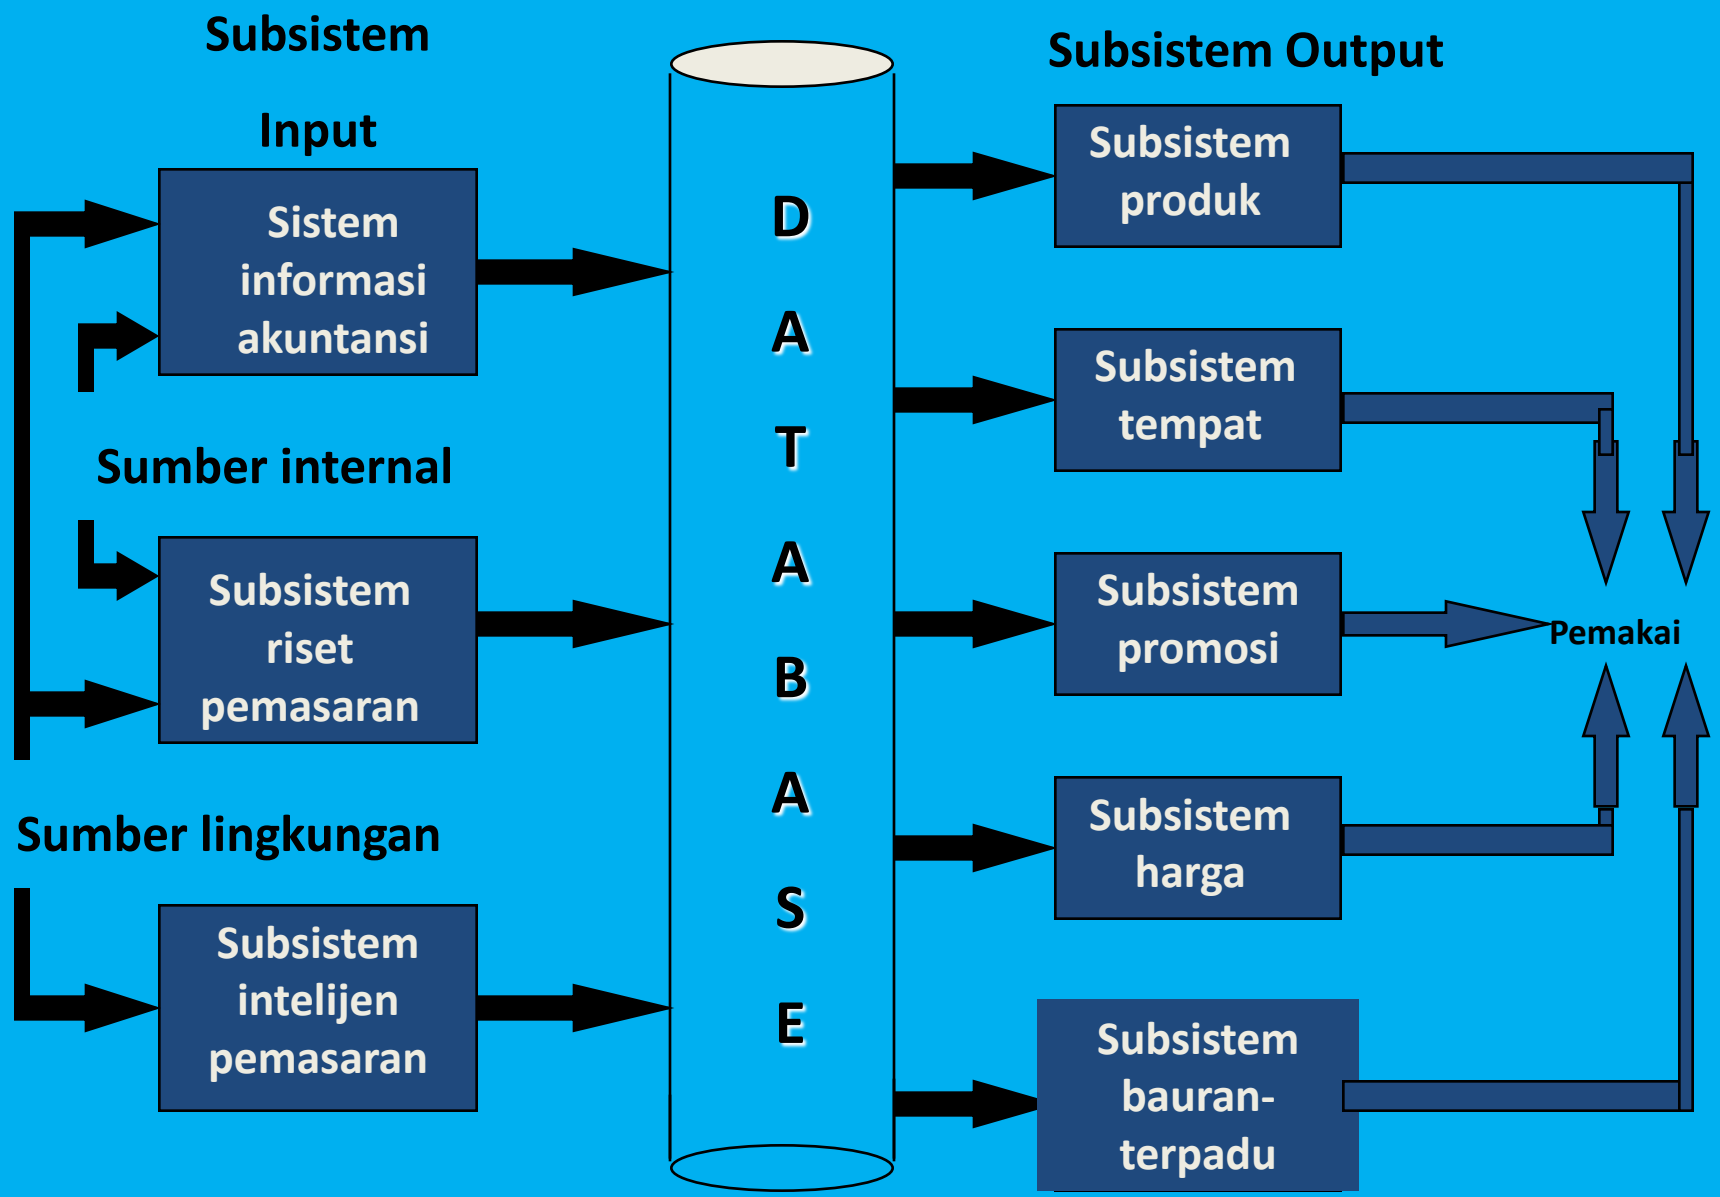 Subsistem
Input
Sistem
informasi
akuntansi
Sumber internal
Subsistem
riset
pemasaran
Sumber lingkungan
Subsistem
intelijen
pemasaran
D
A
T
A
B
A
S
E
Subsistem Output
Subsistem
produk
Subsistem
tempat
Subsistem
promosi
Subsistem
harga
Subsistem
bauran-
terpadu
Pemakai